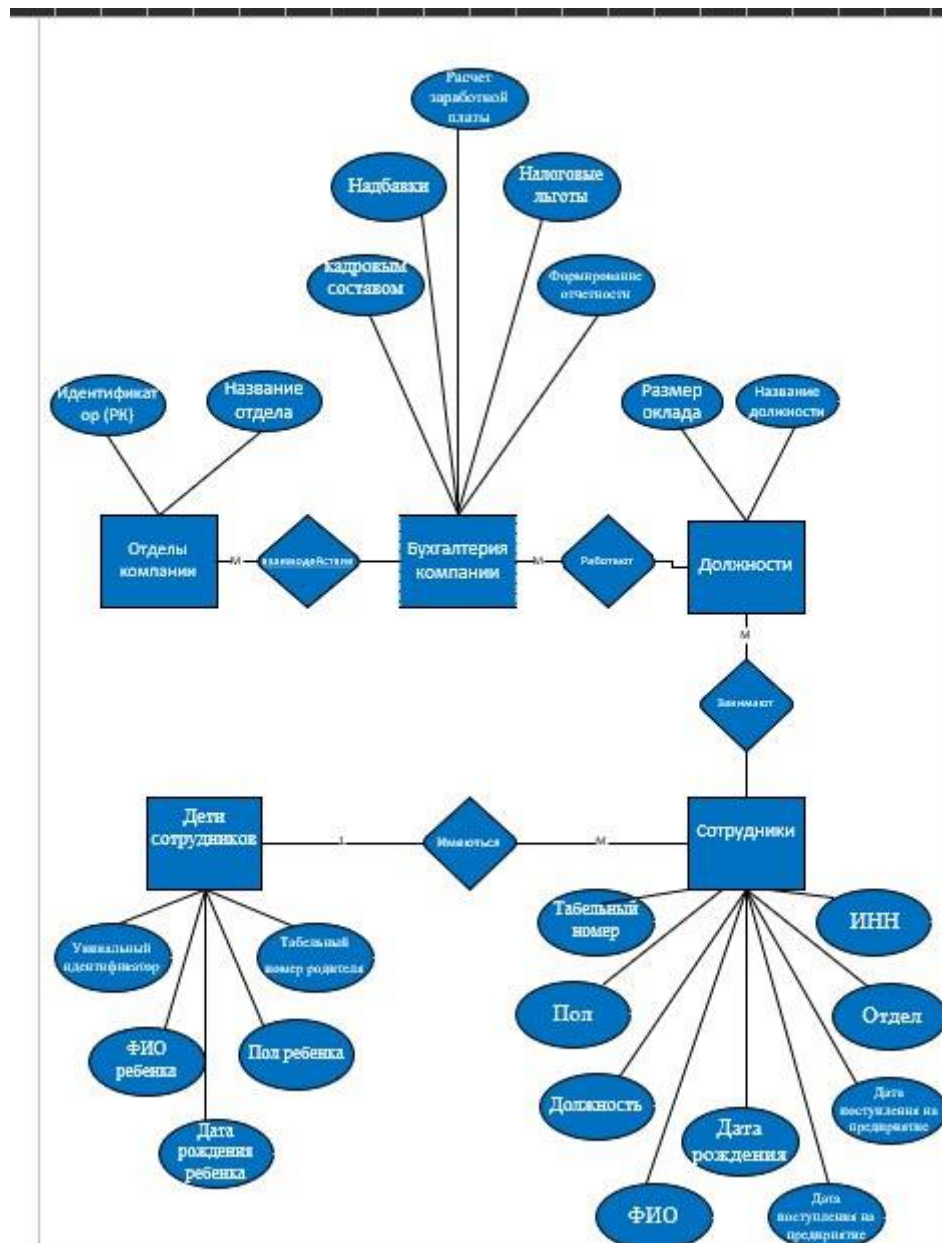 Расчет
заработной
платы
Надбавки
Налоговые
льготы
кадровым
составом
Формирование
отчетности
Идентификат
ор (PK)
Название
отдела
Размер
оклада
Название
должности
Отделы
компании
М
взаимодействие
Бухгалтерия
компании
М
Работают
Должности
М
Занимают
Дети
сотрудников
1
Имеються
М
Сотрудники
Табельный
номер
ИНН
Уникальный
идентификатор
Табельный
номер родителя
Пол
Отдел
ФИО
ребенка
Пол ребенка
Должность
Дата
поступления на
предприятие
Дата
рождения
ребенка
Дата
рождения
ФИО
Дата
поступления на
предприятие